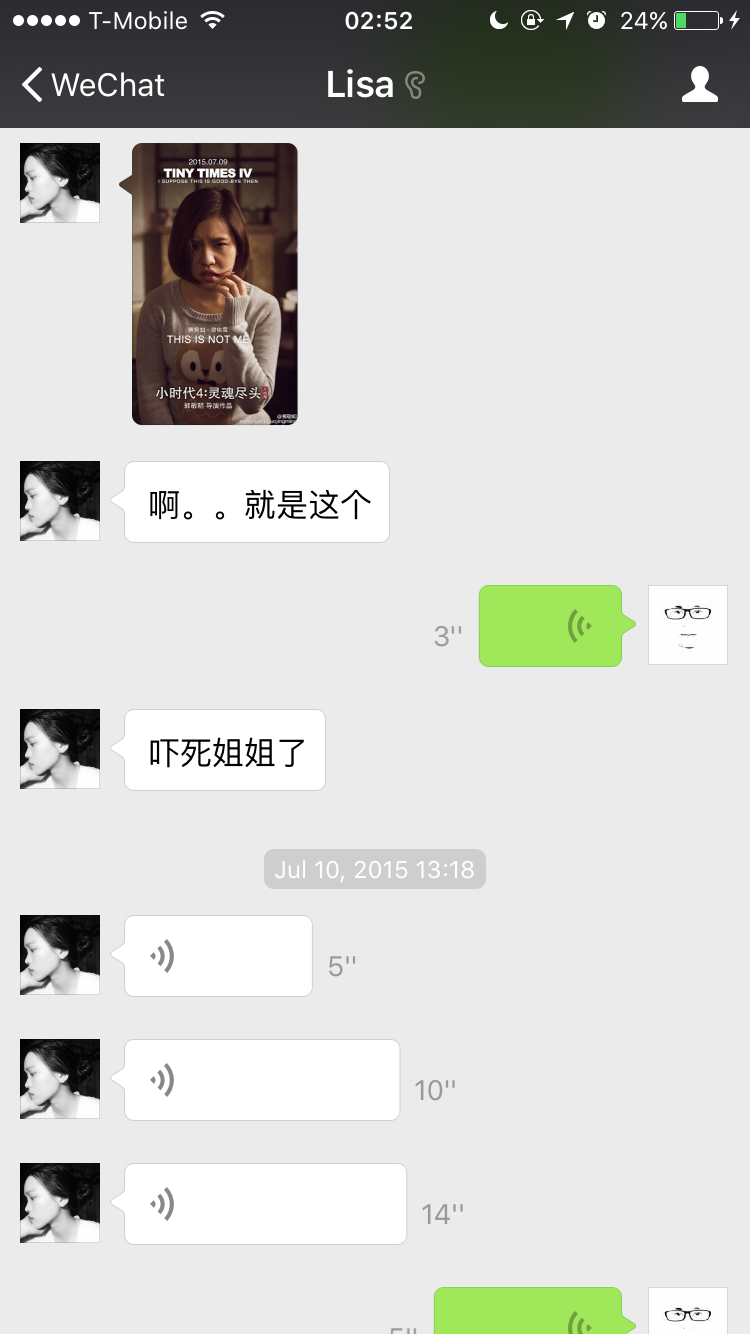 T-Mobile 02:52 24%
WeChat Lisa
2015.07.09
TINY TIMES IV
I SUPPOSE THIS IS GOOD-BYE THEN
THIS IS NOT ME
小时代4:灵魂尽头
郭敬明 导演作品
啊。。就是这个
3''
吓死姐姐了
Jul 10, 2015 13:18
5''
10''
14''
5''